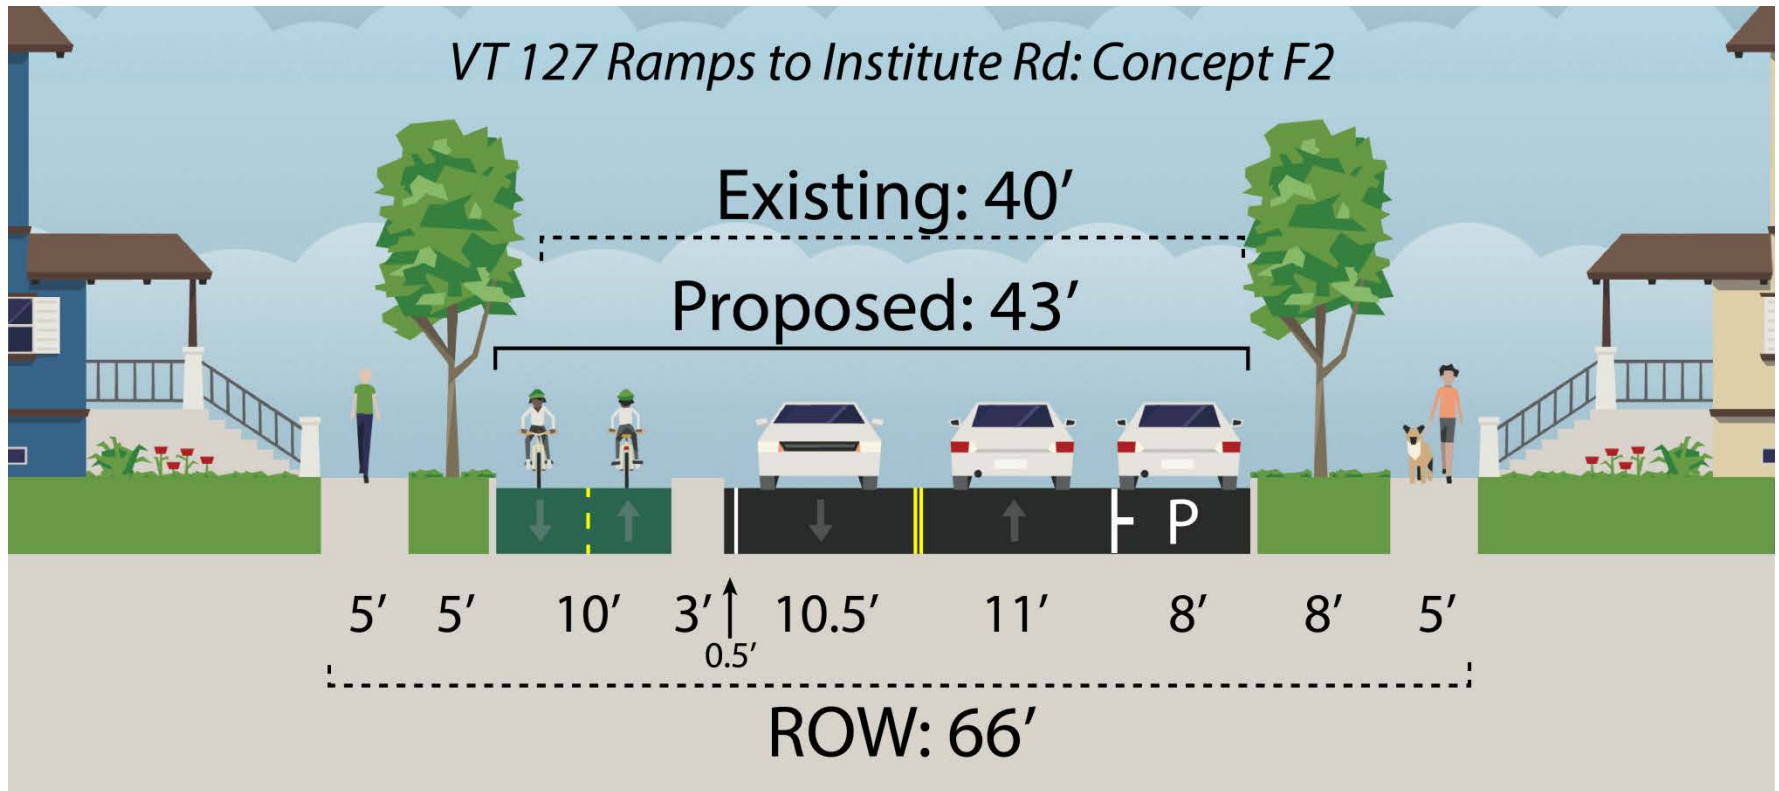 VT 127 Ramps to Institute Rd: Concept F2
Existing: 40’
Proposed: 43’
P
5’ 5’ 10’ 3’ 10.5’ 11’ 8’ 8’ 5’
0.5’
ROW: 66’